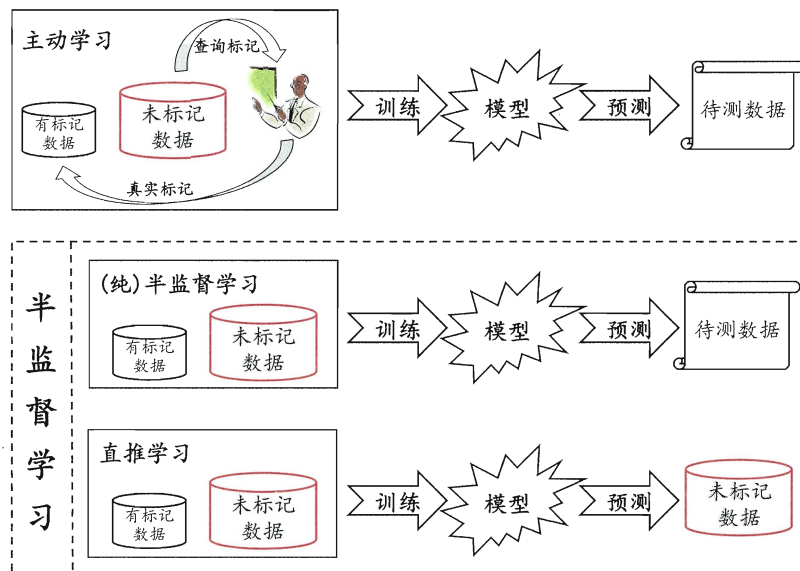 主动学习
查询标记
有标记
数据
未标记
数据
真实标记
训练
模型
预测
待测数据
半监督学习
(纯)半监督学习
有标记
数据
未标记
数据
训练
模型
预测
待测数据
直推学习
有标记
数据
未标记
数据
训练
模型
预测
未标记
数据